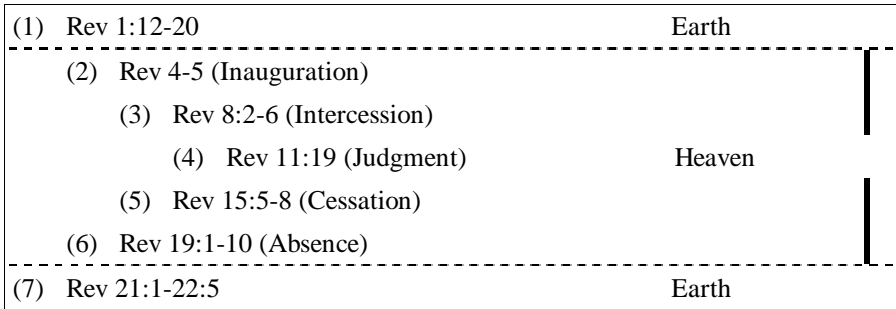 (1) Rev 1:12-20 Earth
(2) Rev 4-5 (Inauguration)
(3) Rev 8:2-6 (Intercession)
(4) Rev 11:19 (Judgment) Heaven
(5) Rev 15:5-8 (Cessation)
(6) Rev 19:1-10 (Absence)
(7) Rev 21:1-22:5 Earth